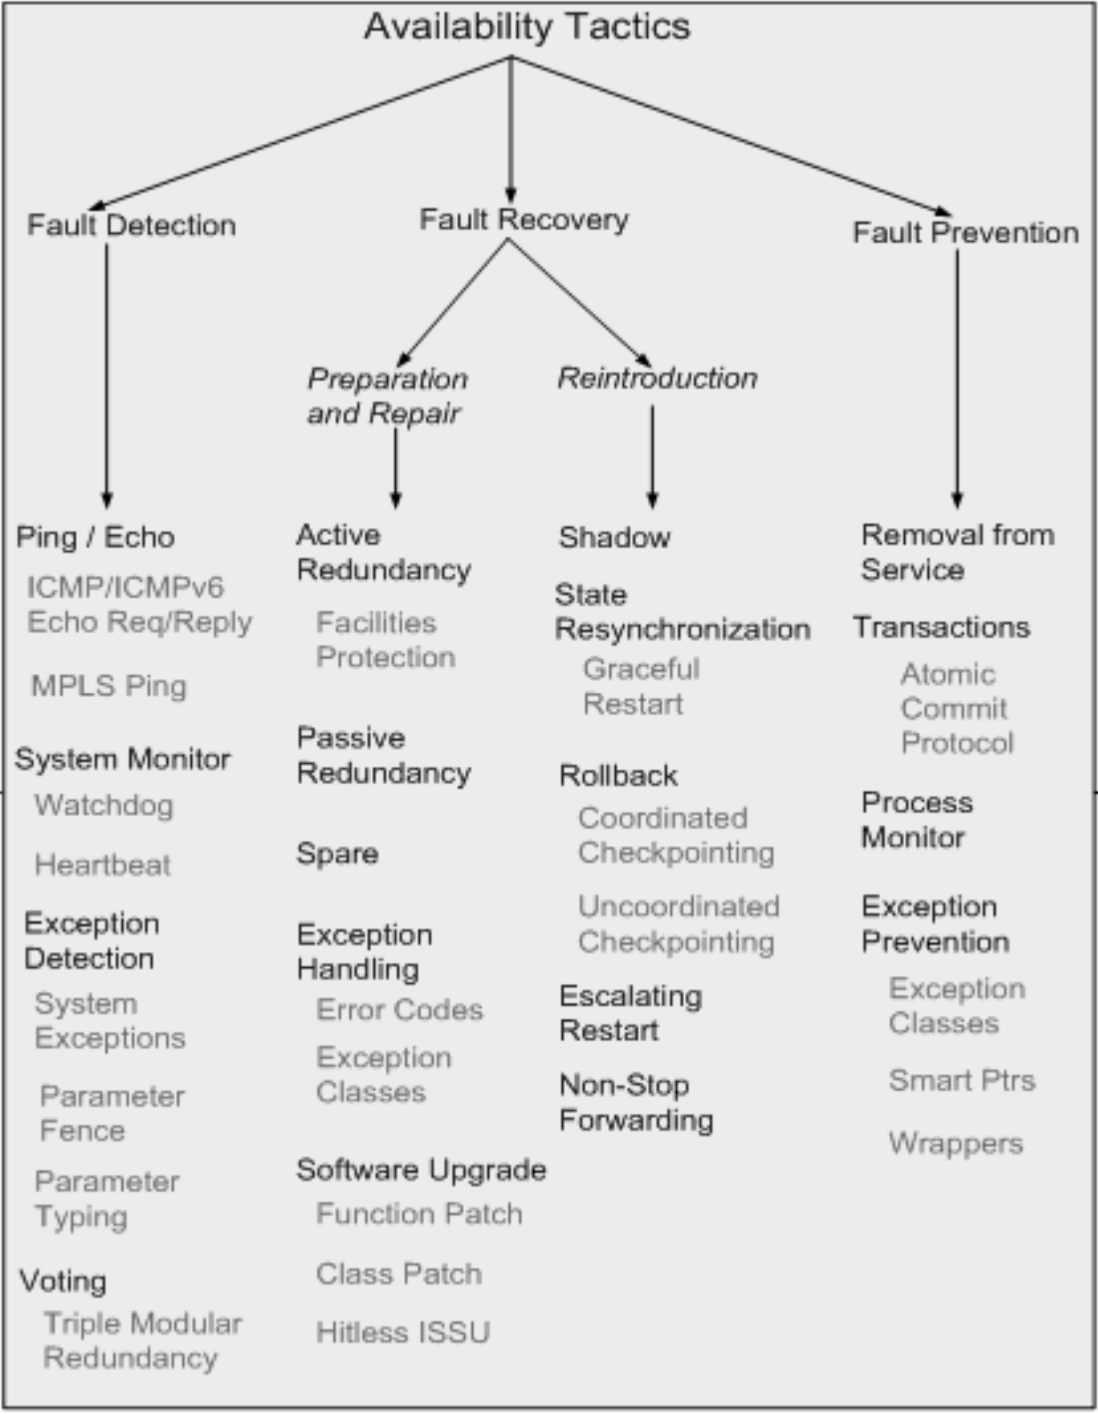 Availability Tactics
Fault Detection
Fault Recovery
Fault Prevention
Preparation
and Repair
Reintroduction
Ping / Echo
ICMP/ICMPv6
Echo Req/Reply
MPLS Ping
System Monitor
Watchdog
Heartbeat
Exception
Detection
System
Exceptions
Parameter
Fence
Parameter
Typing
Voting
Triple Modular
Redundancy
Active
Redundancy
Facilities
Protection
Passive
Redundancy
Spare
Exception
Handling
Error Codes
Exception
Classes
Software Upgrade
Function Patch
Class Patch
Hitless ISSU
Shadow
State
Resynchronization
Graceful
Restart
Rollback
Coordinated
Checkpointing
Uncoordinated
Checkpointing
Escalating
Restart
Non-Stop
Forwarding
Removal from
Service
Transactions
Atomic
Commit
Protocol
Process
Monitor
Exception
Prevention
Exception
Classes
Smart Ptrs
Wrappers